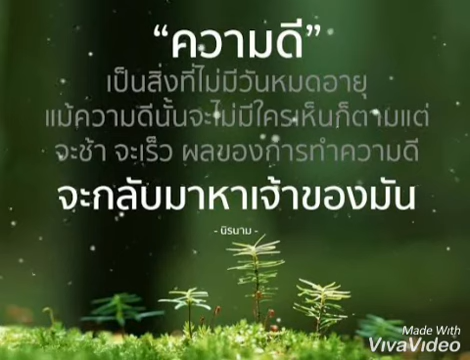 “ความดี”
เป็นสิ่งที่ไม่มีวันหมดอายุ
แม้ความดีนั้นจะไม่มีใครเห็นก็ตามแต่
จะช้า จะเร็ว ผลของการทำความดี
จะกลับมาหาเจ้าของมัน
- นิรนาม -
Made With
VivaVideo